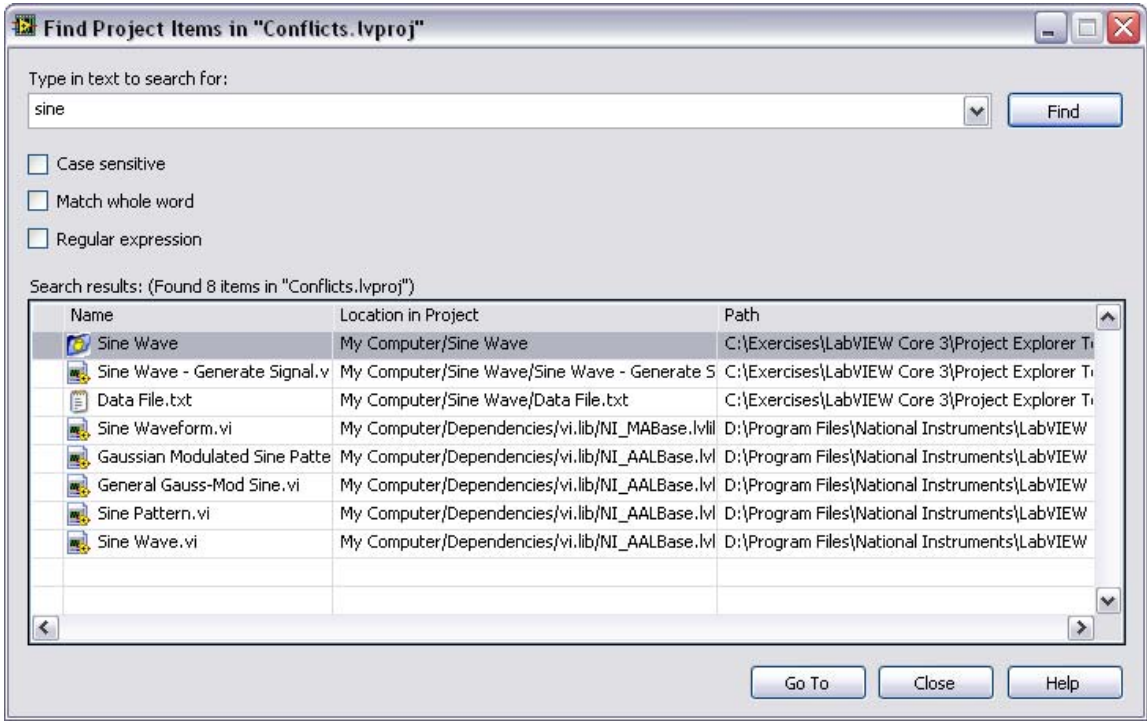 Find Project Items in "Conflicts.lvproj"
Type in text to search for:
sine
Find
Case sensitive
Match whole word
Regular expression
Search results: (Found 8 items in "Conflicts.lvproj")
Name Location in Project Path
Sine Wave My Computer/Sine Wave C:\Exercises\LabVIEW Core 3\Project Explorer T
Sine Wave - Generate Signal.v My Computer/Sine Wave/Sine Wave - Generate S C:\Exercises\LabVIEW Core 3\Project Explorer T
Data File.txt My Computer/Sine Wave/Data File.txt C:\Exercises\LabVIEW Core 3\Project Explorer T
Sine Waveform.vi My Computer/Dependencies/vi.lib/NI_MABase.lvlil D:\Program Files\National Instruments\LabVIEW
Gaussian Modulated Sine Patte My Computer/Dependencies/vi.lib/NI_AALBase.lvl D:\Program Files\National Instruments\LabVIEW
General Gauss-Mod Sine.vi My Computer/Dependencies/vi.lib/NI_AALBase.lvl D:\Program Files\National Instruments\LabVIEW
Sine Pattern.vi My Computer/Dependencies/vi.lib/NI_AALBase.lvl D:\Program Files\National Instruments\LabVIEW
Sine Wave.vi My Computer/Dependencies/vi.lib/NI_AALBase.lvl D:\Program Files\National Instruments\LabVIEW
Go To Close Help